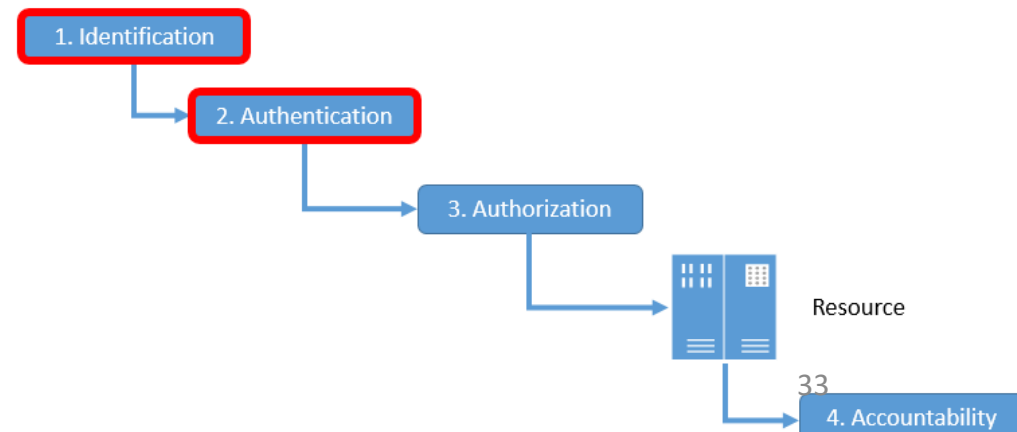 1. Identification
2. Authentication
3. Authorization
Resource
33
4. Accountability